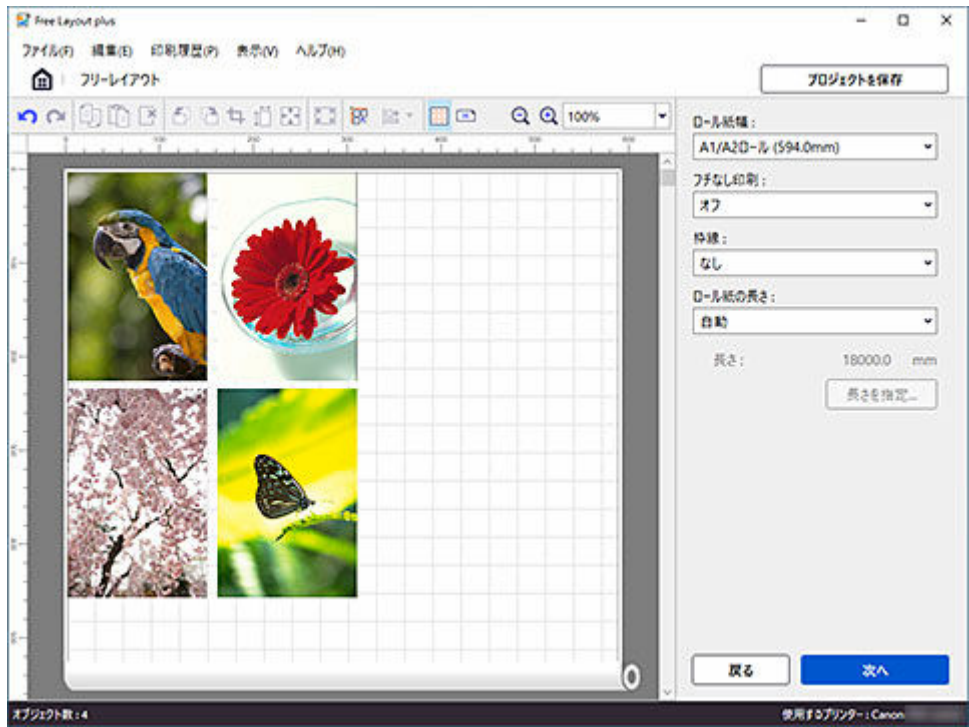 Free Layout plus
ファイル(F) 編集(E) 印刷履歴(P) 表示(V) ヘルプ(H)
フリーレイアウト
プロジェクトを保存
100%
ロール紙幅:
A1/A2ロール (594.0mm)
フチなし印刷:
オフ
枠線:
なし
ロール紙の長さ:
自動
長さ: 18000.0 mm
長さを指定...
戻る 次へ
オブジェクト数:4 使用するプリンター:Canon